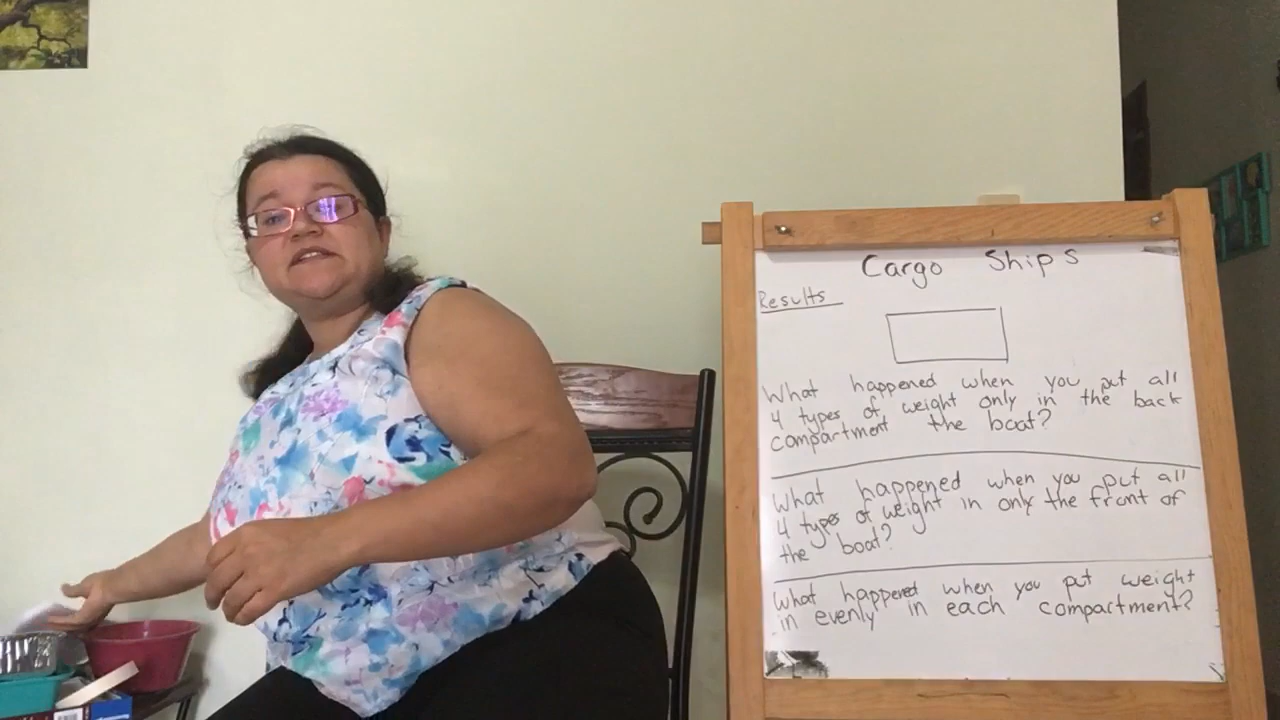 Cargo Ships
Results
What happened when you put all
4 types of weight only in the back
compartment the boat?
What happened when you put all
4 types of weight in only the front of
the boat?
What happened when you put weight
in evenly in each compartment?